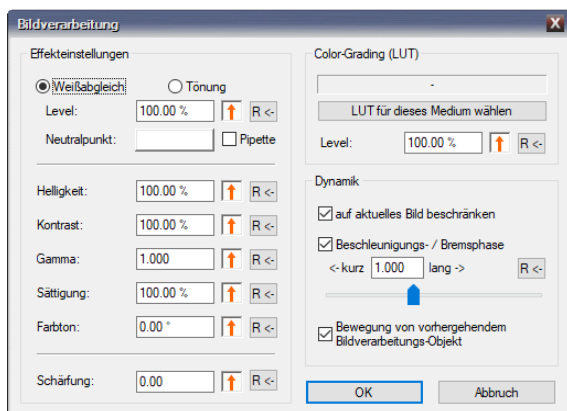 Bildverarbeitung
Effekteinstellungen
Weißabgleich Tönung
Level: 100.00 % R <-
Neutralpunkt: Pipette
Helligkeit: 100.00 % R <-
Kontrast: 100.00 % R <-
Gamma: 1.000 R <-
Sättigung: 100.00 % R <-
Farbton: 0.00 ° R <-
Schärfung: 0.00 R <-
Color-Grading (LUT)
-
LUT für dieses Medium wählen
Level: 100.00 % R <-
Dynamik
auf aktuelles Bild beschränken
Beschleunigungs- / Bremsphase
<- kurz 1.000 lang -> R <-
Bewegung von vorhergehendem
Bildverarbeitungs-Objekt
OK Abbruch